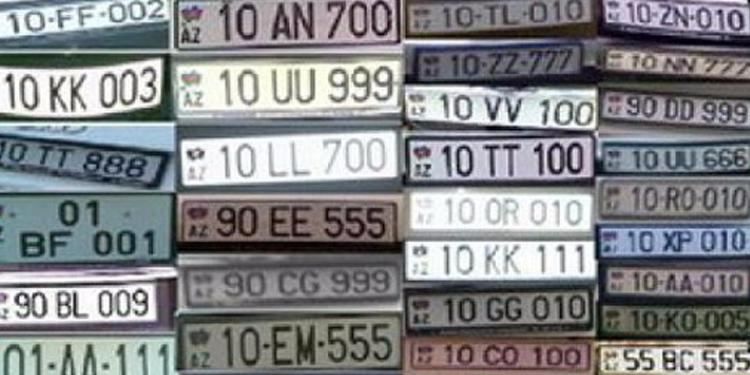 10-FF-002
10 KK 003
10 TT 888
01
BF 001
90 BL 009
01-AA-111
AZ 10 AN 700
AZ 10 UU 999
AZ 10 LL 700
AZ 90 EE 555
AZ 90 CG 999
AZ 10-EM-555
10-TL-010
10-ZZ-777
10 VV 100
10 TT 100
10 OR 010
10 KK 111
10 GG 010
10 CO 100
10-ZN-010
10 NN 777
90 DD 999
10 UU 666
10-RO-010
10 XP 010
10-AA-010
10-KO-005
55 BC 555